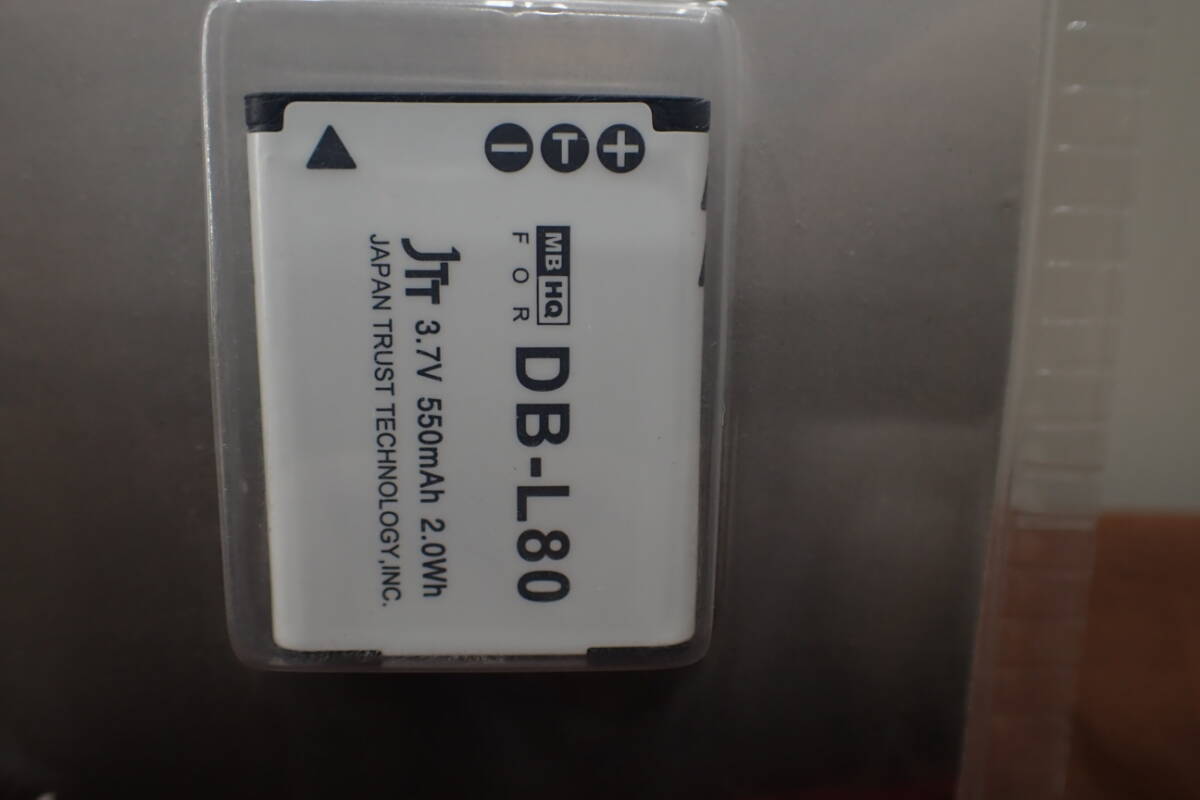 − T +
MB HQ
FOR DB-L80
JTT 3.7V 550mAh 2.0Wh
JAPAN TRUST TECHNOLOGY,INC.